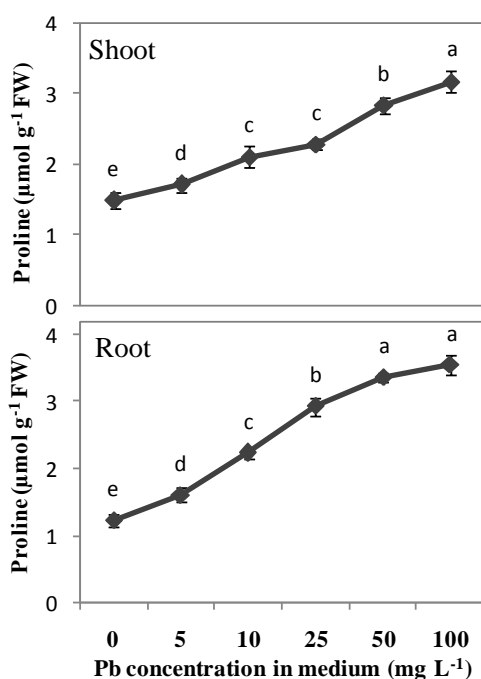 Shoot
Proline (µmol g-1 FW)
4
3
2
1
0
e
d
c
c
b
a
Root
Proline (µmol g-1 FW)
4
3
2
1
0
e
d
c
b
a
a
0 5 10 25 50 100
Pb concentration in medium (mg L-1)